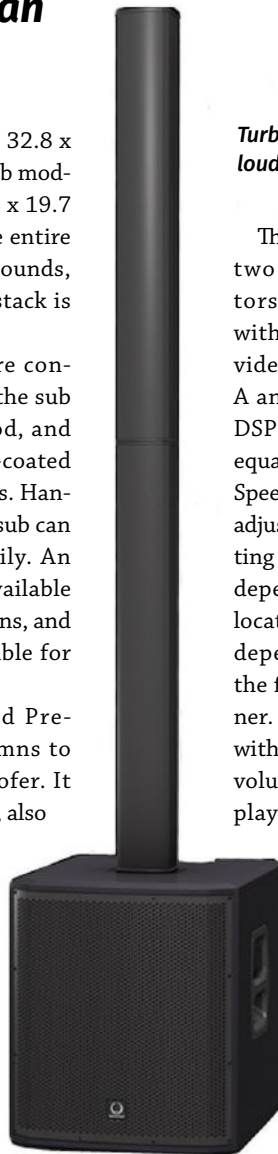 an
32.8 x
b mod-
x 19.7
e entire
ounds,
stack is
re con-
the sub
od, and
-coated
s. Han-
sub can
ily. An
vailable
ns, and
ble for
d Pre-
mns to
ofer. It
, also
Turb
loud
Th
two
tors
with
vide
A an
DSP
equa
Spee
adjus
ting
depe
locat
depe
the f
ner.
with
volu
play